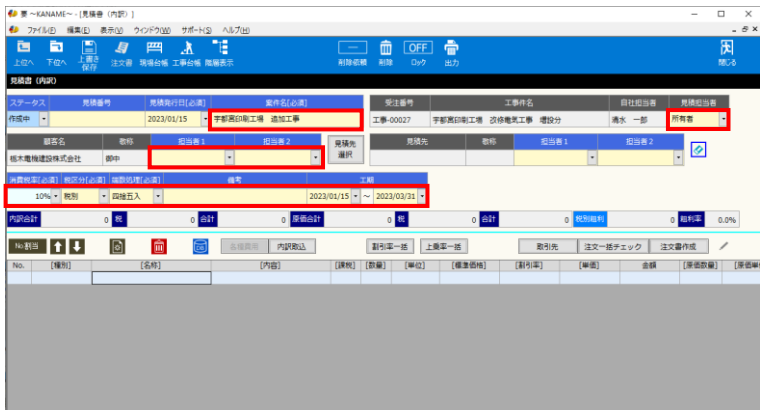 要 ～KANAME～ - [見積書（内訳）]
ファイル(F) 編集(E) 表示(V) ウィンドウ(W) サポート(S) ヘルプ(H)
上位へ 下位へ 上書き保存 注文書 現場台帳 工事台帳 階層表示 削除依頼 削除 OFF ロック 出力 閉じる
見積書（内訳）
ステータス 見積番号 見積発行日[必須] 案件名[必須] 受注番号 工事件名 自社担当者 見積担当者
作成中 2023/01/15 宇都宮印刷工場 追加工事 工事-00027 宇都宮印刷工場 改修電気工事 増設分 清水 一郎 所有者
顧客名 敬称 担当者1 担当者2 見積先選択 見積先 敬称 担当者1 担当者2
栃木電機建設株式会社 御中
消費税率[必須] 税区分[必須] 端数処理[必須] 備考 工期
10% 税別 四捨五入 2023/01/15 ～ 2023/03/31
内訳合計 0 税 0 合計 0 原価合計 0 税 0 合計 0 税別粗利 0 粗利率 0.0%
No割当 各種費用 内訳取込 割引率一括 上乗率一括 取引先 注文一括チェック 注文書作成
No. [種別] [名称] [内容] [課税] [数量] [単位] [標準価格] [割引率] [単価] 金額 [原価数量] [原価単